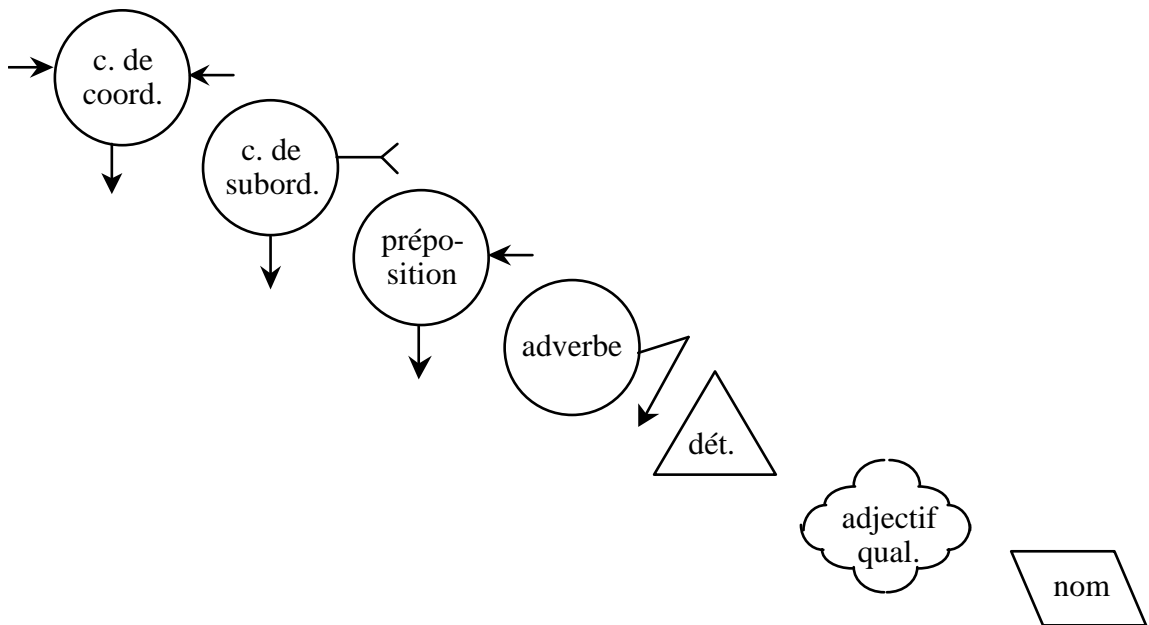 c. de
coord.
c. de
subord.
prépo-
sition
adverbe
dét.
adjectif
qual.
nom